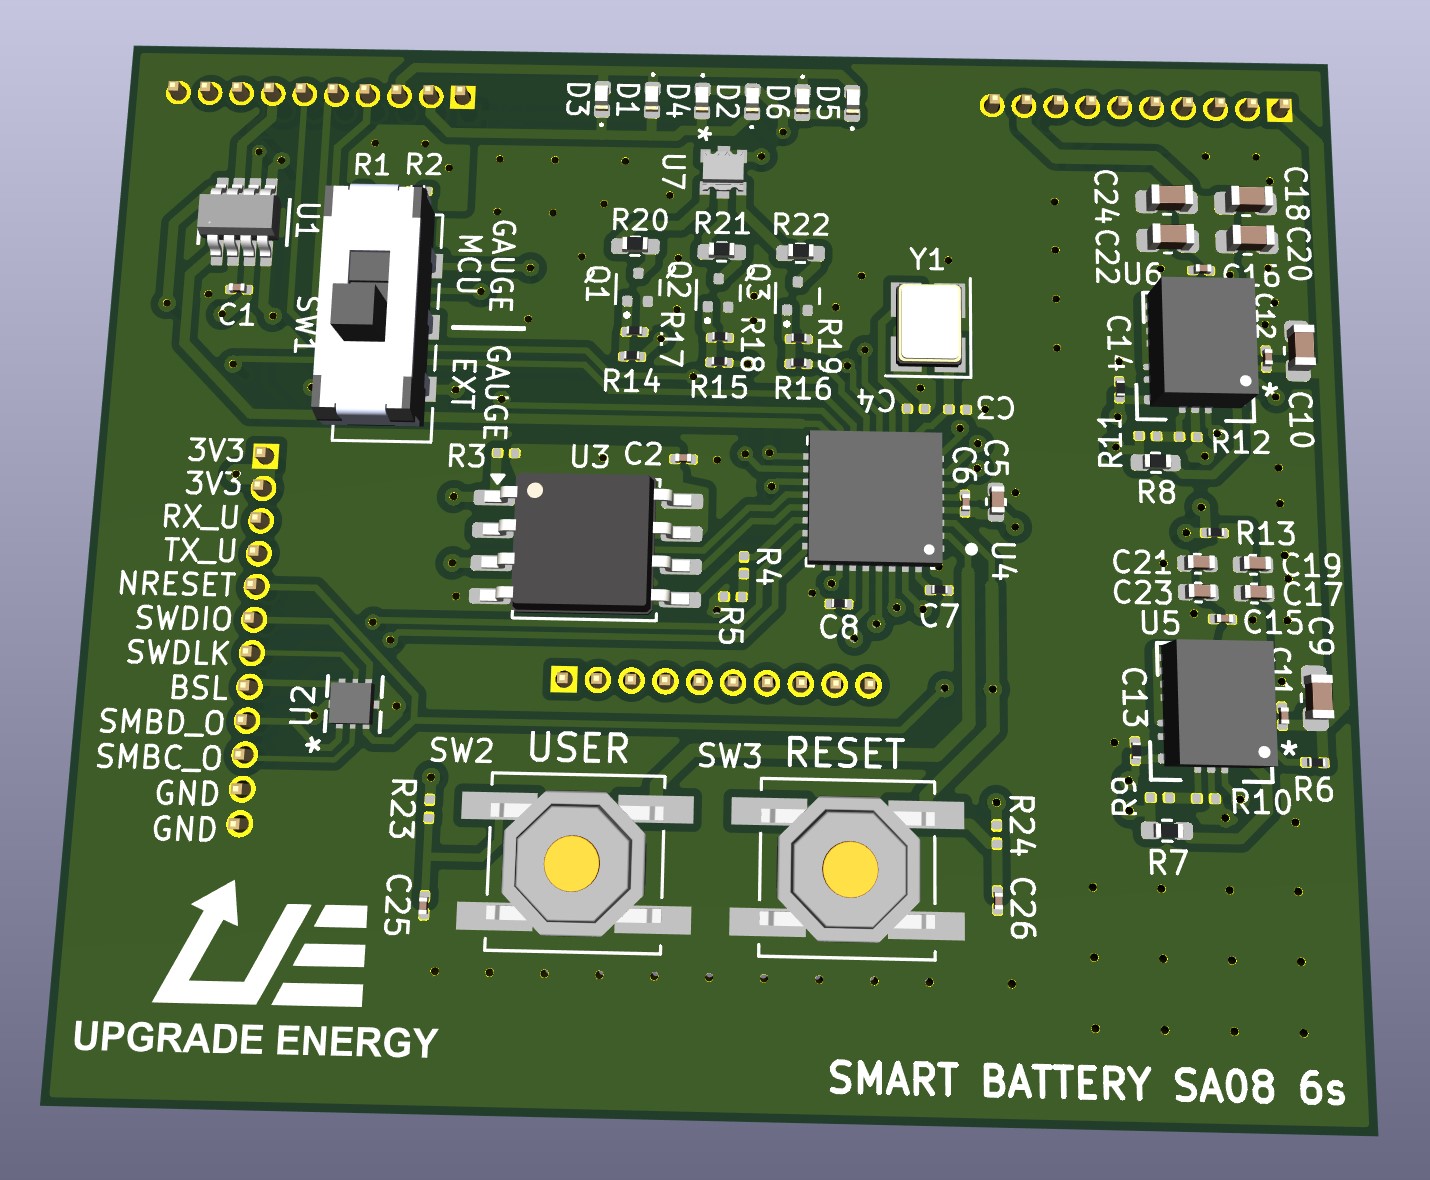 D3 D1 D4 D2 D6 D5
*
U7
R1 R2
U1
C1
SW1
GAUGE
MCU
GAUGE
EXT
R20 R21 R22
Q1 Q2 Q3
R17 R18 R19
R14 R15 R16
Y1
C4 C3
C24 C18
C22 C20
U6 C16
C12
C14
*
C10
R11 R12
R8
R3 U3 C2
C6 C5
U4
R4
R5
C8 C7
R13
C21 C19
C23 C17
U5 C15 C9
C11
C13
*
R6
R9 R10
R7
3V3
3V3
RX_U
TX_U
NRESET
SWDIO
SWDLK
BSL
SMBD_O
SMBC_O
GND
GND
U2
*
SW2 USER SW3 RESET
R23 R24
C25 C26
UE
UPGRADE ENERGY
SMART BATTERY SA08 6s